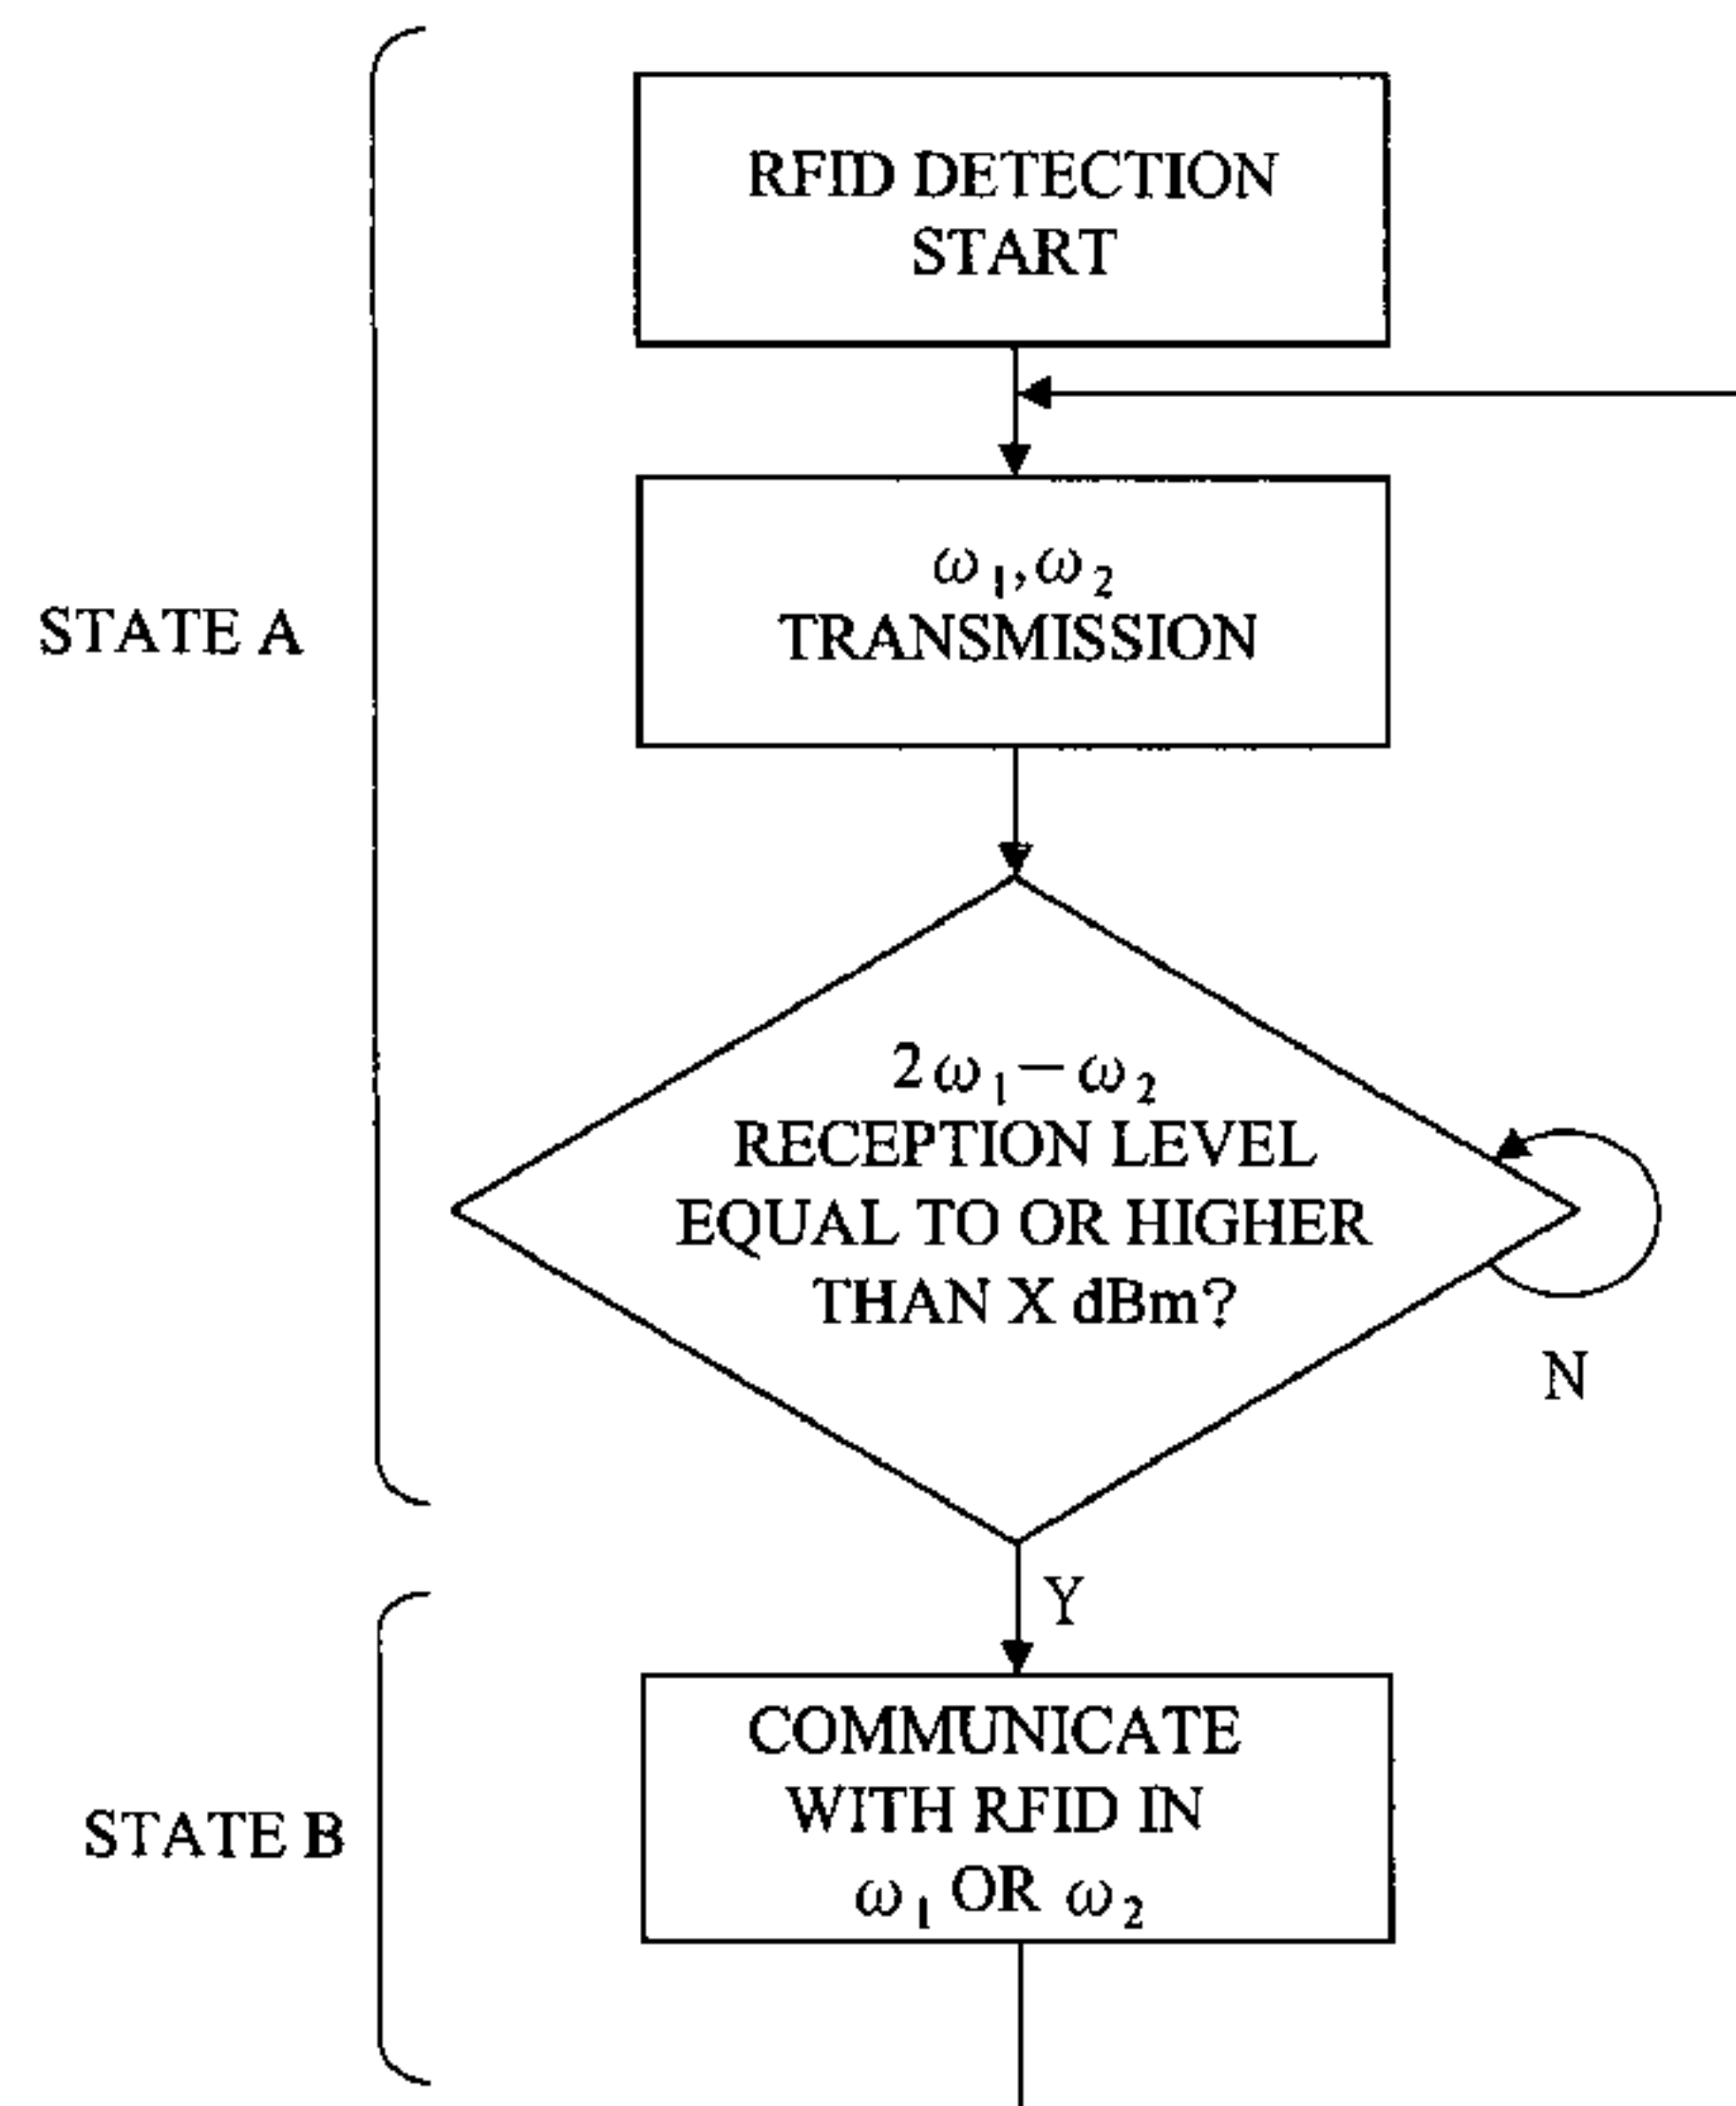 RFID DETECTION
START
ω₁,ω₂
TRANSMISSION
STATE A
2ω₁−ω₂
RECEPTION LEVEL
EQUAL TO OR HIGHER
THAN X dBm?
N
Y
COMMUNICATE
WITH RFID IN
ω₁ OR ω₂
STATE B